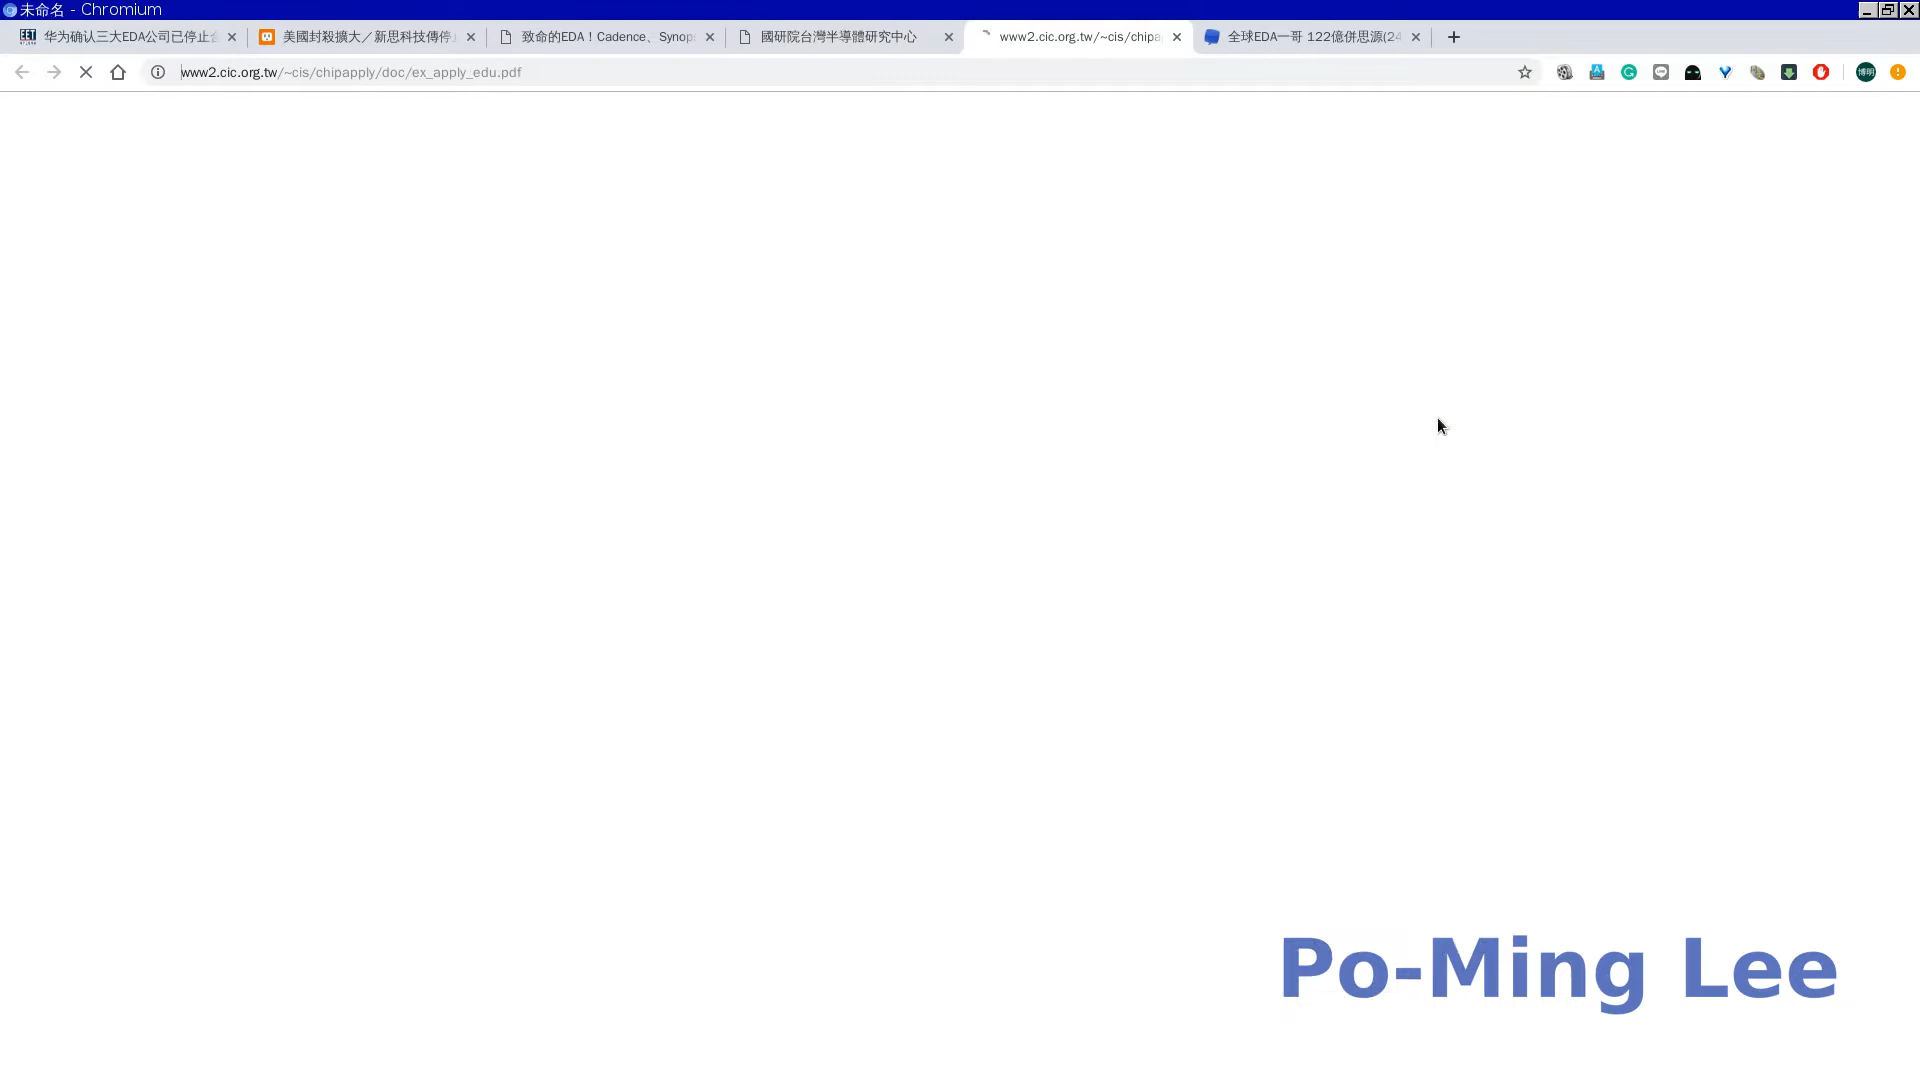 未命名 - Chromium
EET 华为确认三大EDA公司已停止
美國封殺擴大／新思科技傳停
致命的EDA！Cadence、Synop
國研院台灣半導體研究中心
www2.cic.org.tw/~cis/chipa
全球EDA一哥 122億併思源(24
www2.cic.org.tw/~cis/chipapply/doc/ex_apply_edu.pdf
博明
Po-Ming Lee